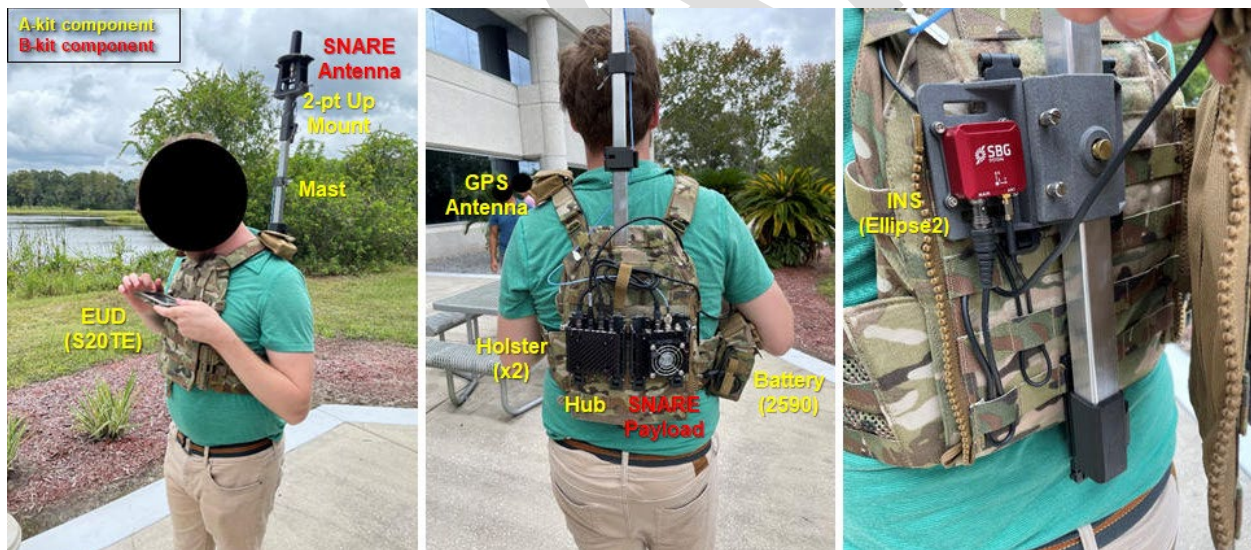 A-kit component
B-kit component
SNARE
Antenna
2-pt Up
Mount
Mast
EUD
(S20TE)
GPS
Antenna
Holster
(x2)
Hub
SNARE
Payload
Battery
(2590)
INS
(Ellipse2)
SBG
SYSTEMS